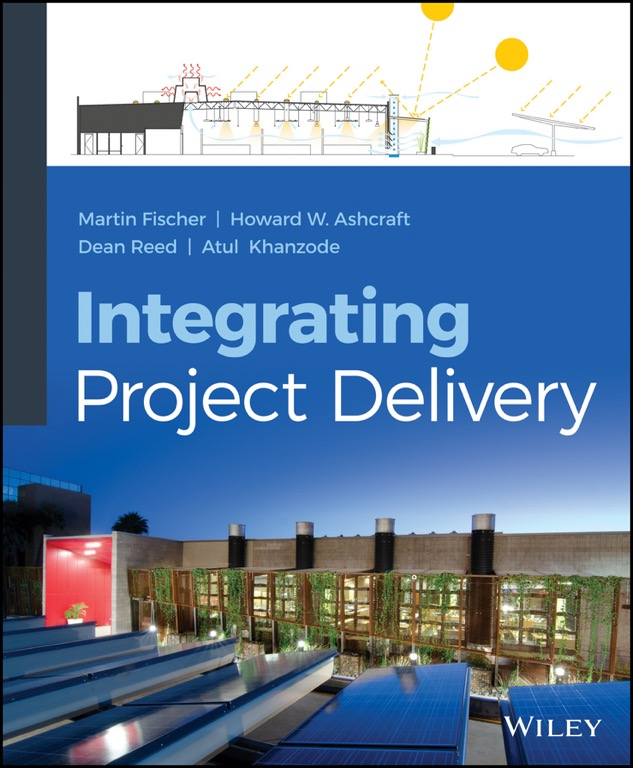 Martin Fischer | Howard W. Ashcraft
Dean Reed | Atul Khanzode
Integrating
Project Delivery
WILEY